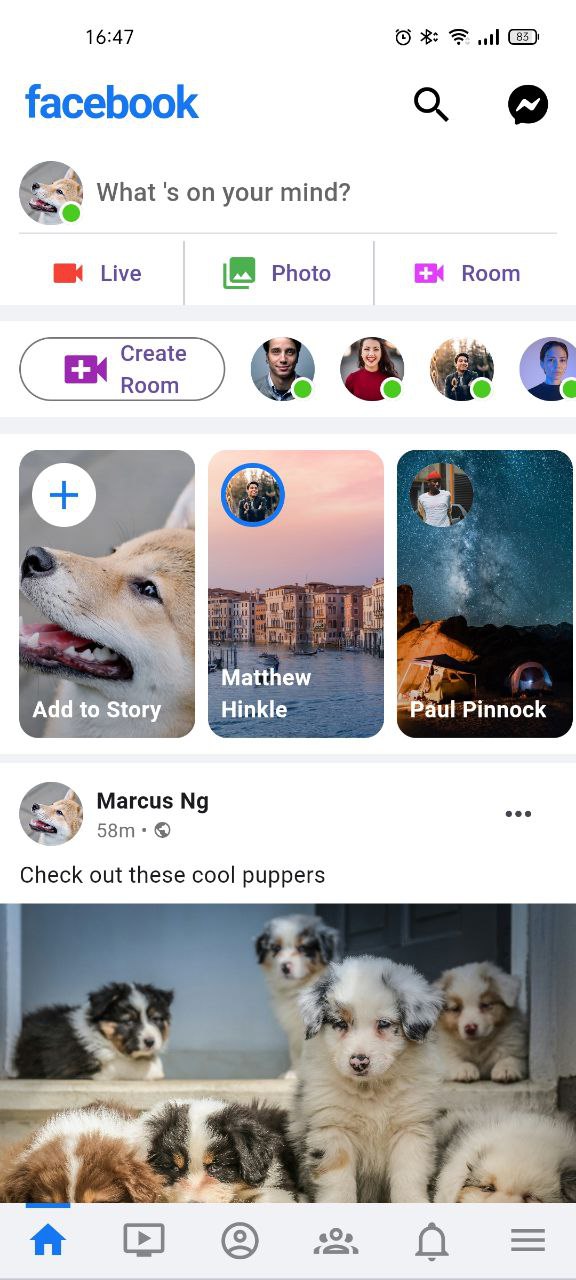 16:47
83
facebook
What 's on your mind?
Live
Photo
Room
Create
Room
Add to Story
Matthew
Hinkle
Paul Pinnock
Marcus Ng
58m •
Check out these cool puppers